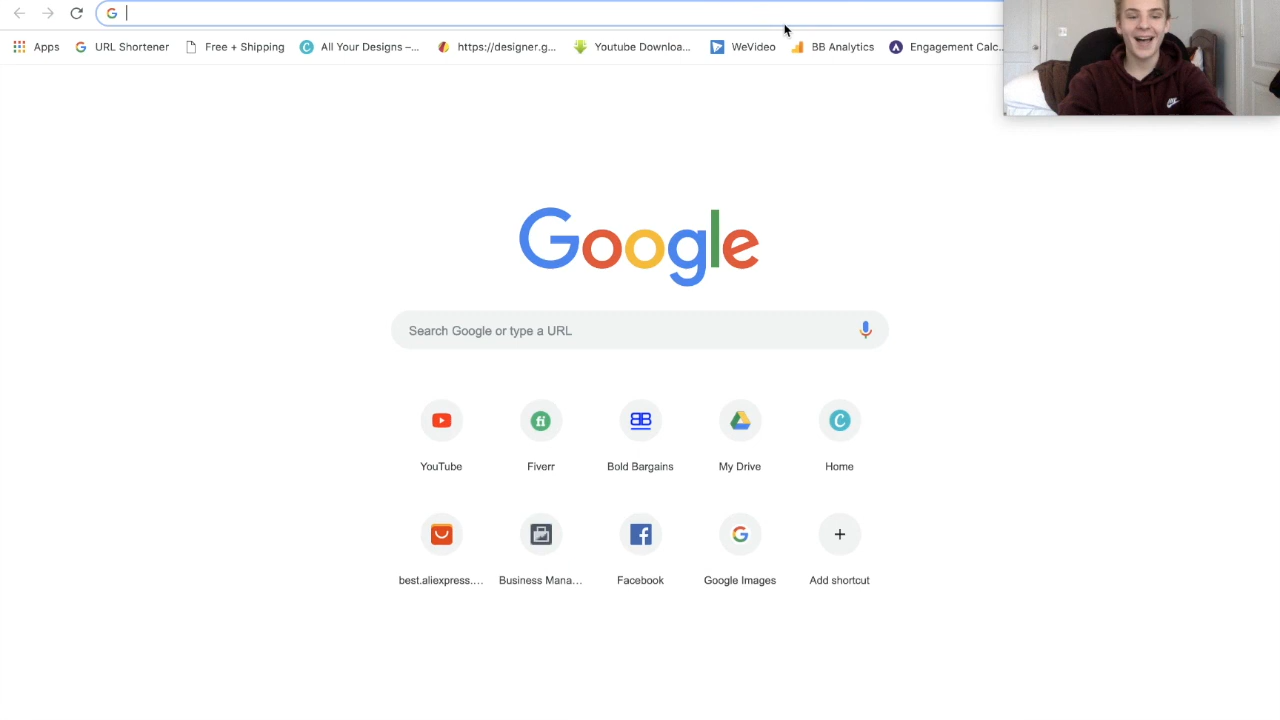 Apps URL Shortener Free + Shipping All Your Designs –... https://designer.g... Youtube Downloa... WeVideo BB Analytics Engagement Calc...
Google
Search Google or type a URL
YouTube Fiverr Bold Bargains My Drive Home
best.aliexpress.... Business Mana... Facebook Google Images Add shortcut